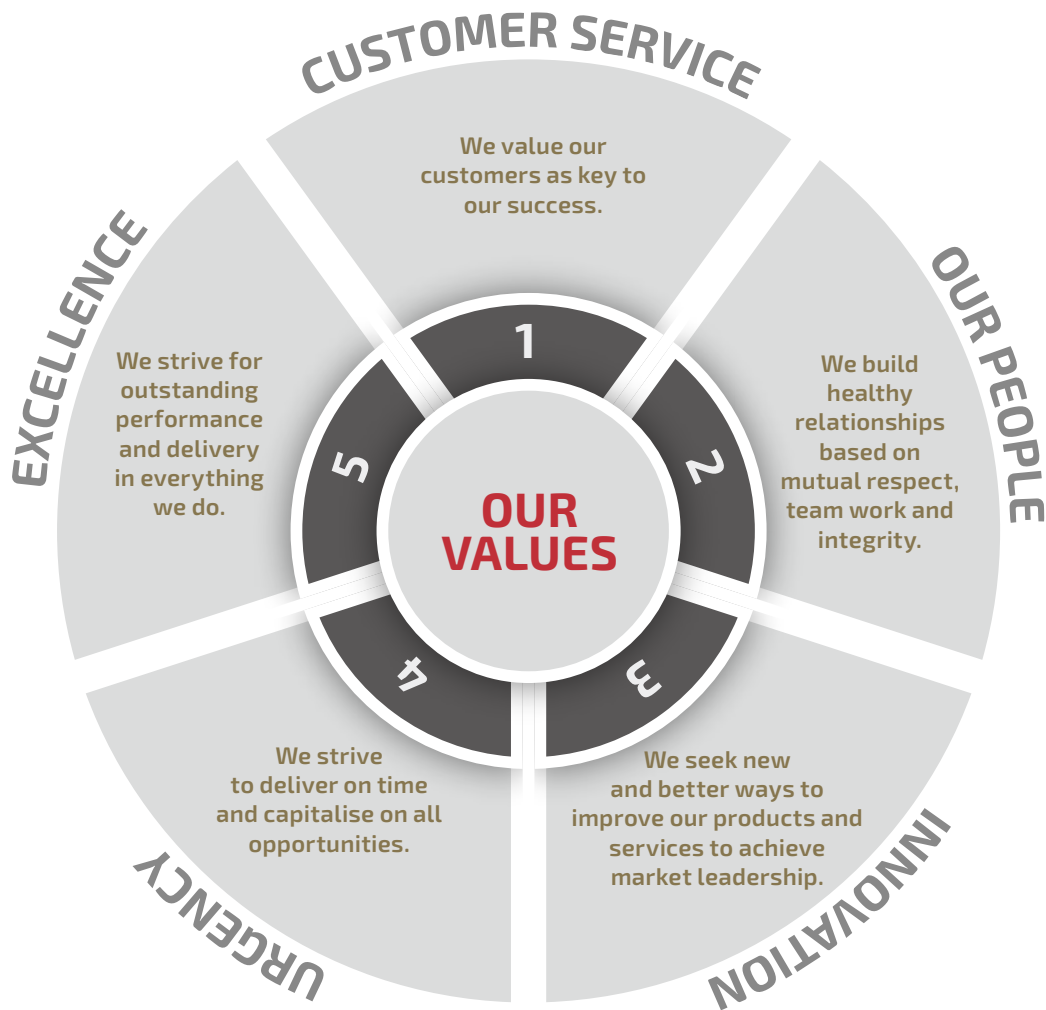 OUR
VALUES
1
CUSTOMER SERVICE
We value our
customers as key to
our success.
2
OUR PEOPLE
We build
healthy
relationships
based on
mutual respect,
team work and
integrity.
3
INNOVATION
We seek new
and better ways to
improve our products and
services to achieve
market leadership.
4
URGENCY
We strive
to deliver on time
and capitalise on all
opportunities.
5
EXCELLENCE
We strive for
outstanding
performance
and delivery
in everything
we do.